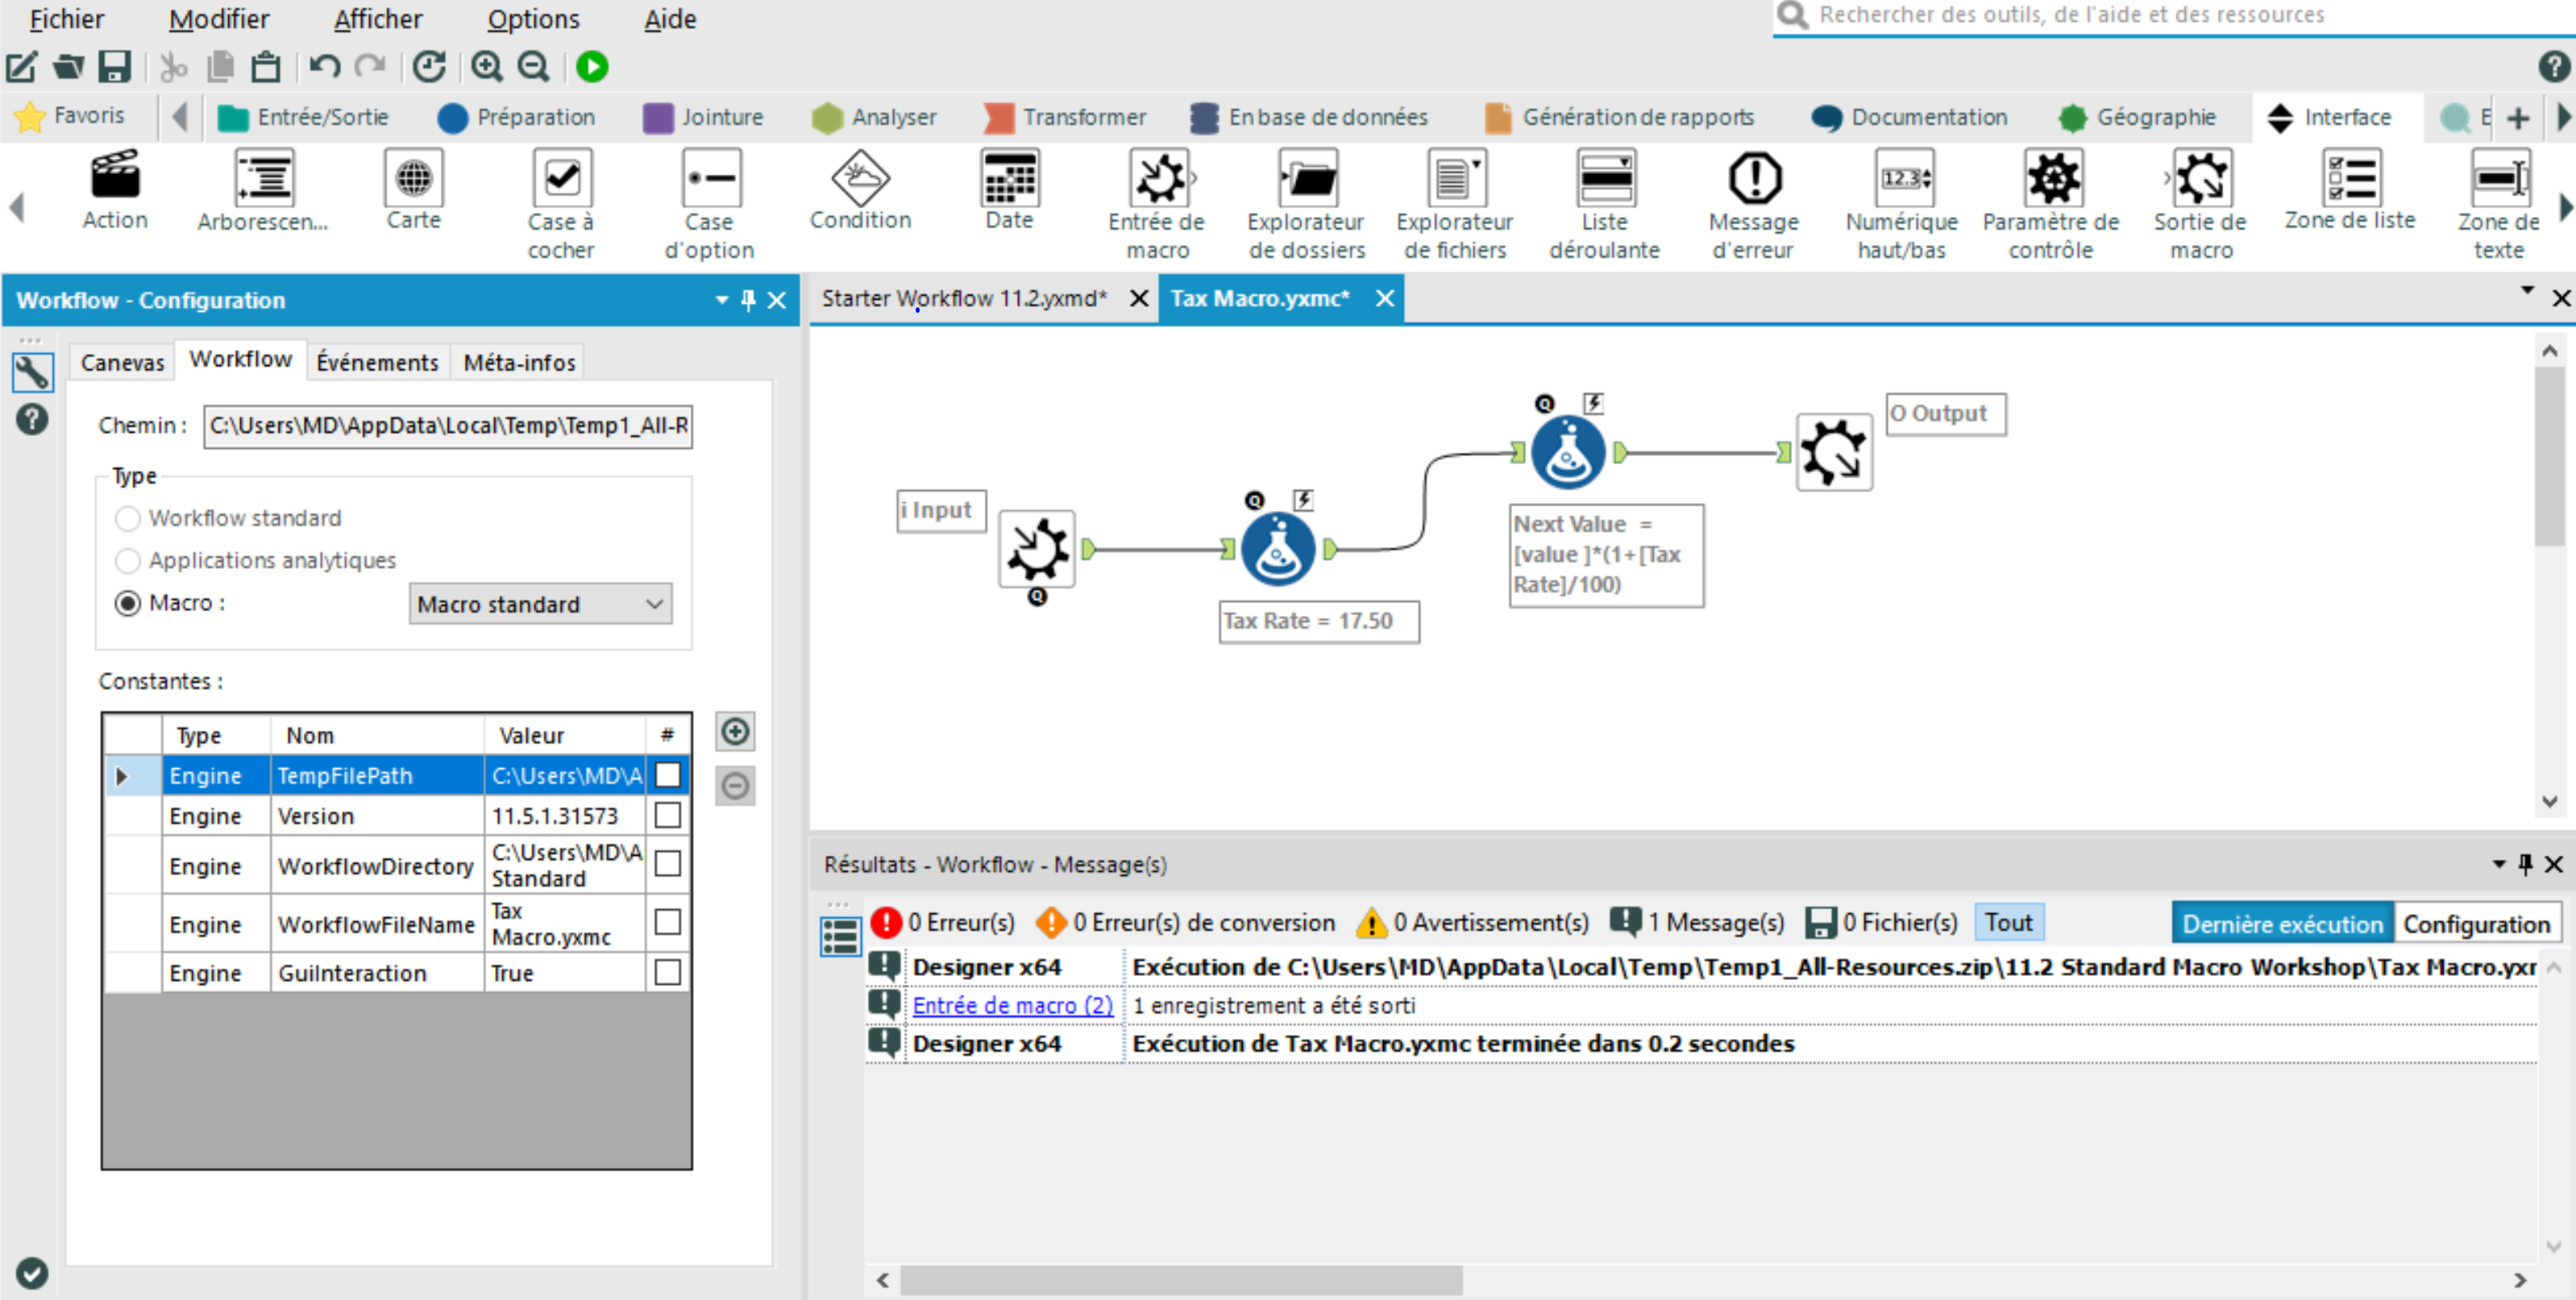 Fichier Modifier Afficher Options Aide
Rechercher des outils, de l'aide et des ressources
Favoris Entrée/Sortie Préparation Jointure Analyser Transformer En base de données Génération de rapports Documentation Géographie Interface E
Action Arborescen... Carte Case à cocher Case d'option Condition Date Entrée de macro Explorateur de dossiers Explorateur de fichiers Liste déroulante Message d'erreur Numérique haut/bas Paramètre de contrôle Sortie de macro Zone de liste Zone de texte
12.3
Workflow - Configuration
Canevas Workflow Événements Méta-infos
Chemin : C:\Users\MD\AppData\Local\Temp\Temp1_All-R
Type
Workflow standard
Applications analytiques
Macro : Macro standard
Constantes :
Type Nom Valeur #
Engine TempFilePath C:\Users\MD\A
Engine Version 11.5.1.31573
Engine WorkflowDirectory C:\Users\MD\A
Standard
Engine WorkflowFileName Tax
Macro.yxmc
Engine GuiInteraction True
Starter Workflow 11.2.yxmd* Tax Macro.yxmc*
i Input
Q
Q
Tax Rate = 17.50
Q
Next Value =
[value ]*(1+[Tax
Rate]/100)
O Output
Résultats - Workflow - Message(s)
0 Erreur(s) 0 Erreur(s) de conversion 0 Avertissement(s) 1 Message(s) 0 Fichier(s) Tout Dernière exécution Configuration
Designer x64 Exécution de C:\Users\MD\AppData\Local\Temp\Temp1_All-Resources.zip\11.2 Standard Macro Workshop\Tax Macro.yxr
Entrée de macro (2) 1 enregistrement a été sorti
Designer x64 Exécution de Tax Macro.yxmc terminée dans 0.2 secondes